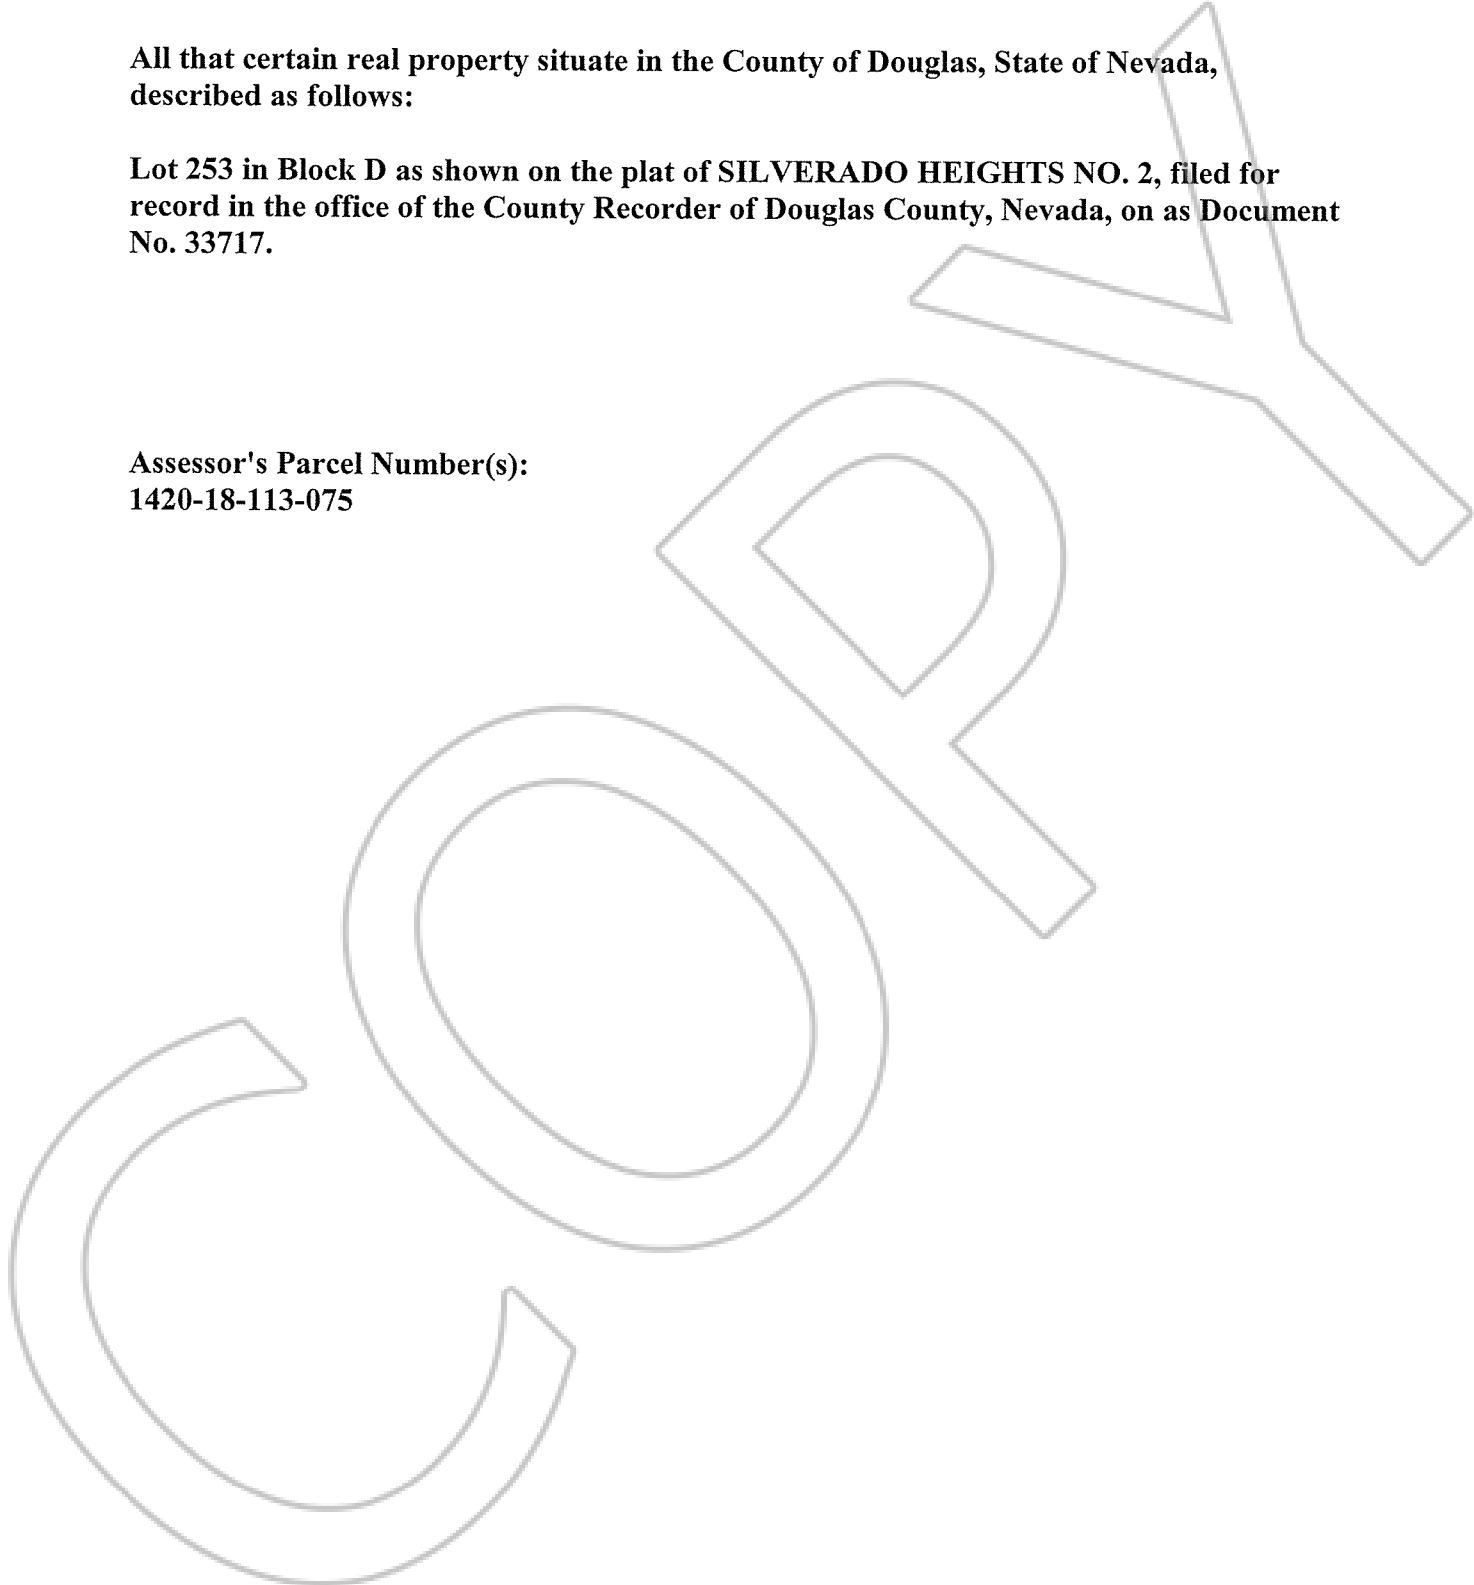 All that certain real property situate in the County of Douglas, State of Nevada,
described as follows:
Lot 253 in Block D as shown on the plat of SILVERADO HEIGHTS NO. 2, filed for
record in the office of the County Recorder of Douglas County, Nevada, on as Document
No. 33717.
Assessor's Parcel Number(s):
1420-18-113-075
COPY